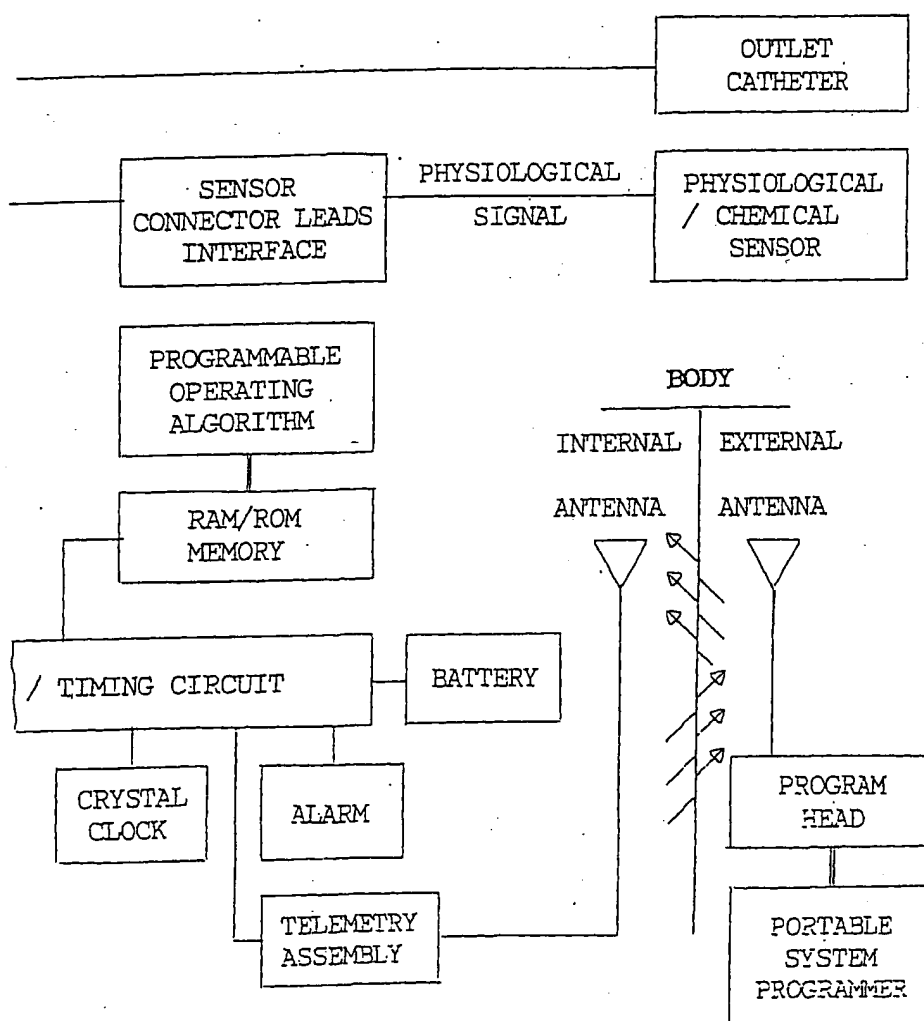 OUTLET
CATHETER
SENSOR
CONNECTOR LEADS
INTERFACE
PHYSIOLOGICAL
SIGNAL
PHYSIOLOGICAL
/ CHEMICAL
SENSOR
PROGRAMMABLE
OPERATING
ALGORITHM
BODY
INTERNAL
EXTERNAL
RAM/ROM
MEMORY
ANTENNA
ANTENNA
/ TIMING CIRCUIT
BATTERY
CRYSTAL
CLOCK
ALARM
PROGRAM
HEAD
TELEMETRY
ASSEMBLY
PORTABLE
SYSTEM
PROGRAMMER